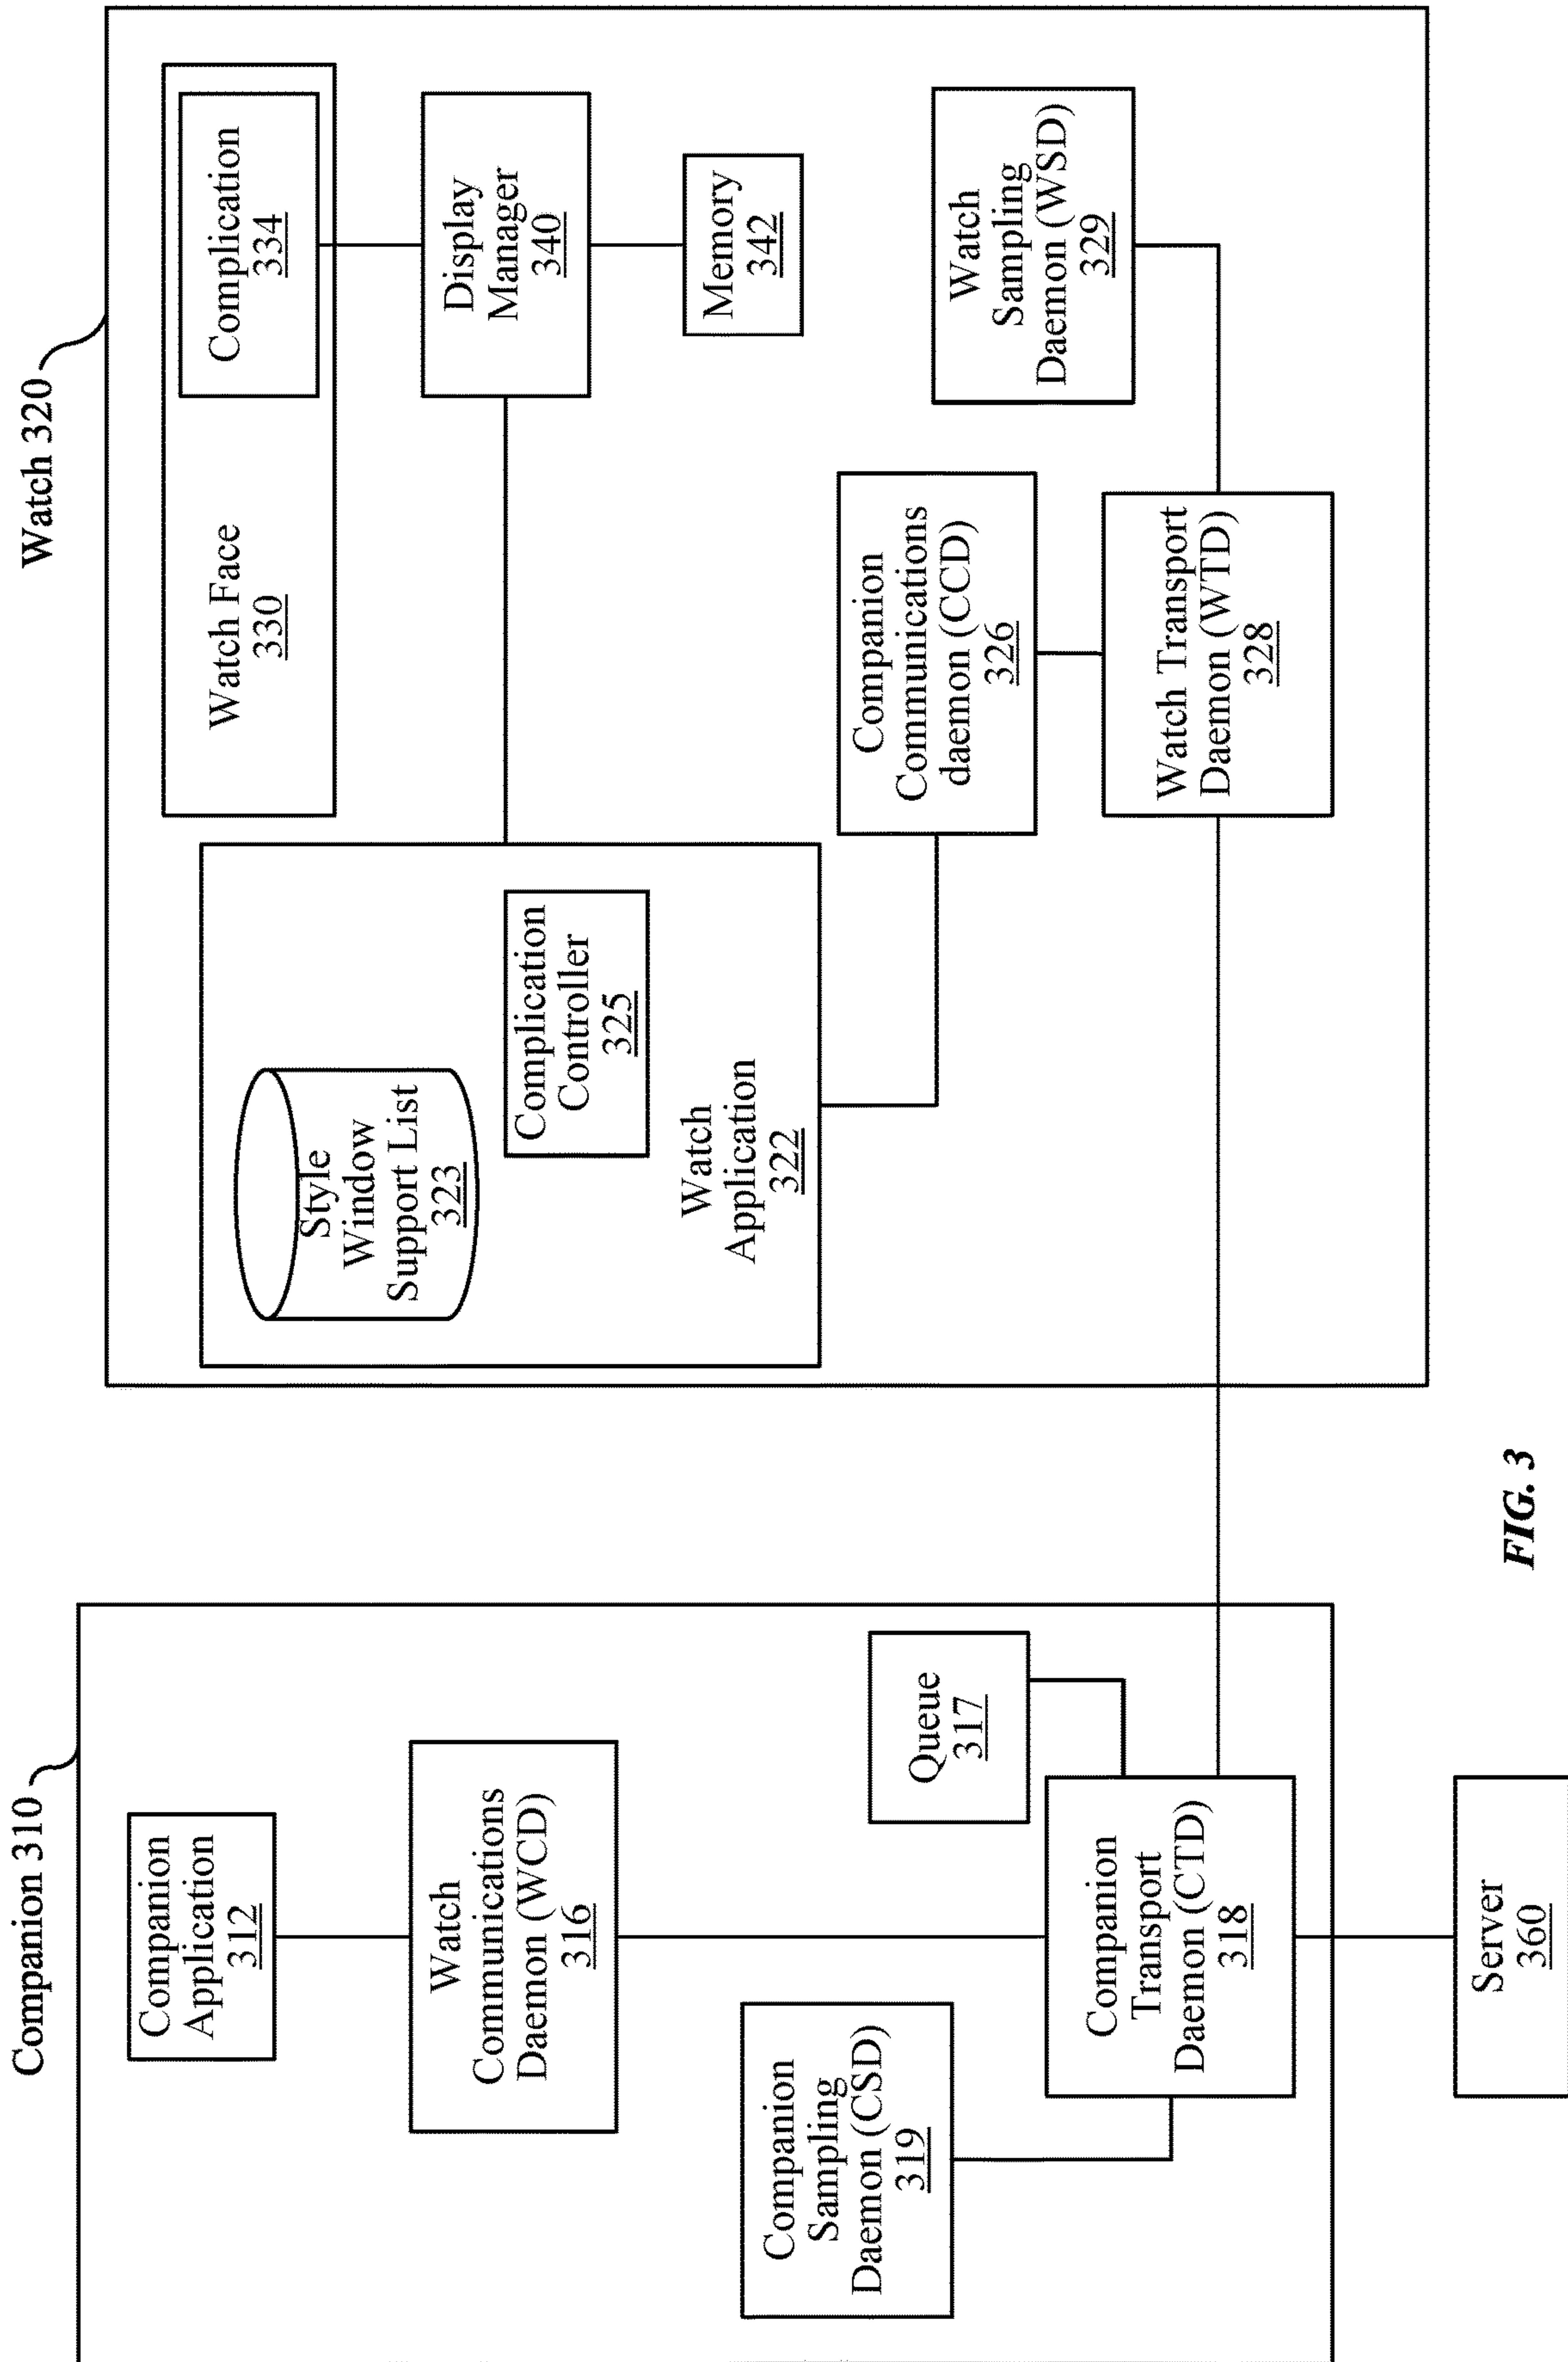 Companion 310
Companion
Application
312
Watch
Communications
Daemon (WCD)
316
Companion
Sampling
Daemon (CSD)
319
Queue
317
Companion
Transport
Daemon (CTD)
318
Server
360
Watch 320
Style
Window
Support List
323
Complication
Controller
325
Watch
Application
322
Watch Face
330
Complication
334
Display
Manager
340
Memory
342
Companion
Communications
daemon (CCD)
326
Watch
Sampling
Daemon (WSD)
329
Watch Transport
Daemon (WTD)
328
FIG. 3